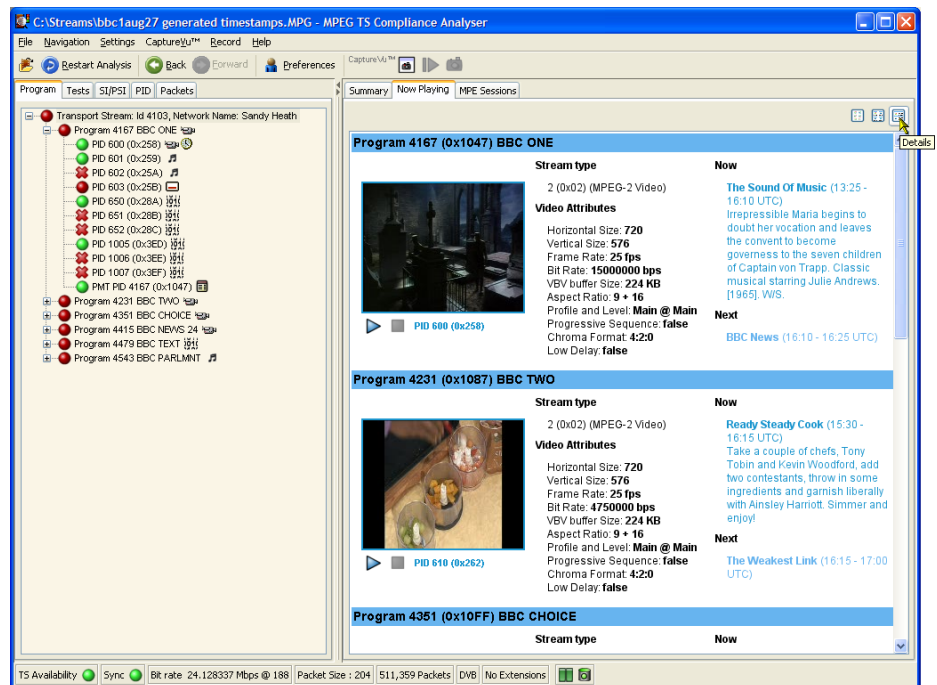 C:\Streams\bbc1aug27 generated timestamps.MPG - MPEG TS Compliance Analyser
File Navigation Settings CaptureVu™ Record Help
Restart Analysis Back Forward Preferences CaptureVu™
Program Tests SI/PSI PID Packets
Summary Now Playing MPE Sessions
Transport Stream: Id 4103, Network Name: Sandy Heath
Program 4167 BBC ONE
PID 600 (0x258)
PID 601 (0x259)
PID 602 (0x25A)
PID 603 (0x25B)
PID 650 (0x28A)
PID 651 (0x28B)
PID 652 (0x28C)
PID 1005 (0x3ED)
PID 1006 (0x3EE)
PID 1007 (0x3EF)
PMT PID 4167 (0x1047)
Program 4231 BBC TWO
Program 4351 BBC CHOICE
Program 4415 BBC NEWS 24
Program 4479 BBC TEXT
Program 4543 BBC PARLMNT
Details
Program 4167 (0x1047) BBC ONE
Stream type
2 (0x02) (MPEG-2 Video)
Video Attributes
Horizontal Size: 720
Vertical Size: 576
Frame Rate: 25 fps
Bit Rate: 15000000 bps
VBV buffer Size: 224 KB
Aspect Ratio: 9 + 16
Profile and Level: Main @ Main
Progressive Sequence: false
Chroma Format: 4:2:0
Low Delay: false
PID 600 (0x258)
Now
The Sound Of Music (13:25 -
16:10 UTC)
Irrepressible Maria begins to
doubt her vocation and leaves
the convent to become
governess to the seven children
of Captain von Trapp. Classic
musical starring Julie Andrews.
[1965]. W/S.
Next
BBC News (16:10 - 16:25 UTC)
Program 4231 (0x1087) BBC TWO
Stream type
2 (0x02) (MPEG-2 Video)
Video Attributes
Horizontal Size: 720
Vertical Size: 576
Frame Rate: 25 fps
Bit Rate: 4750000 bps
VBV buffer Size: 224 KB
Aspect Ratio: 9 + 16
Profile and Level: Main @ Main
Progressive Sequence: false
Chroma Format: 4:2:0
Low Delay: false
PID 610 (0x262)
Now
Ready Steady Cook (15:30 -
16:15 UTC)
Take a couple of chefs, Tony
Tobin and Kevin Woodford, add
two contestants, throw in some
ingredients and garnish liberally
with Ainsley Harriott. Simmer and
enjoy!
Next
The Weakest Link (16:15 - 17:00
UTC)
Program 4351 (0x10FF) BBC CHOICE
Stream type
Now
TS Availability Sync Bit rate 24.128337 Mbps @ 188 Packet Size : 204 511,359 Packets DVB No Extensions